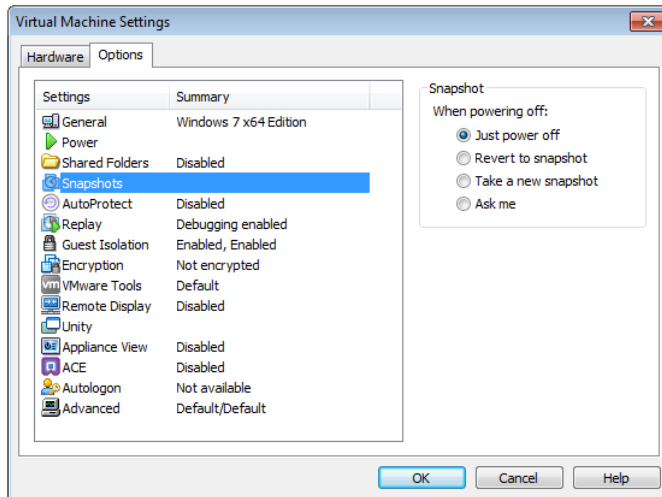 Virtual Machine Settings
Hardware Options
Settings Summary
General Windows 7 x64 Edition
Power
Shared Folders Disabled
Snapshots
AutoProtect Disabled
Replay Debugging enabled
Guest Isolation Enabled, Enabled
Encryption Not encrypted
vm VMware Tools Default
Remote Display Disabled
Unity
Appliance View Disabled
ACE Disabled
Autologon Not available
Advanced Default/Default
Snapshot
When powering off:
Just power off
Revert to snapshot
Take a new snapshot
Ask me
OK Cancel Help